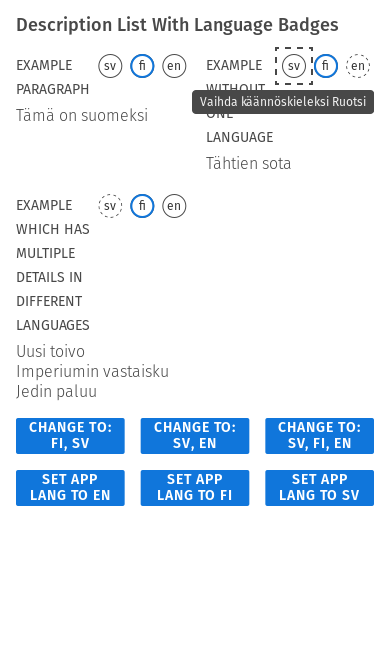 Description List With Language Badges
EXAMPLE PARAGRAPH
sv fi en
Tämä on suomeksi
EXAMPLE
WITHOUT
ONE
LANGUAGE
sv fi en
Vaihda käännöskieleksi Ruotsi
Tähtien sota
EXAMPLE
WHICH HAS
MULTIPLE
DETAILS IN
DIFFERENT
LANGUAGES
sv fi en
Uusi toivo
Imperiumin vastaisku
Jedin paluu
CHANGE TO:
FI, SV
CHANGE TO:
SV, EN
CHANGE TO:
SV, FI, EN
SET APP
LANG TO EN
SET APP
LANG TO FI
SET APP
LANG TO SV